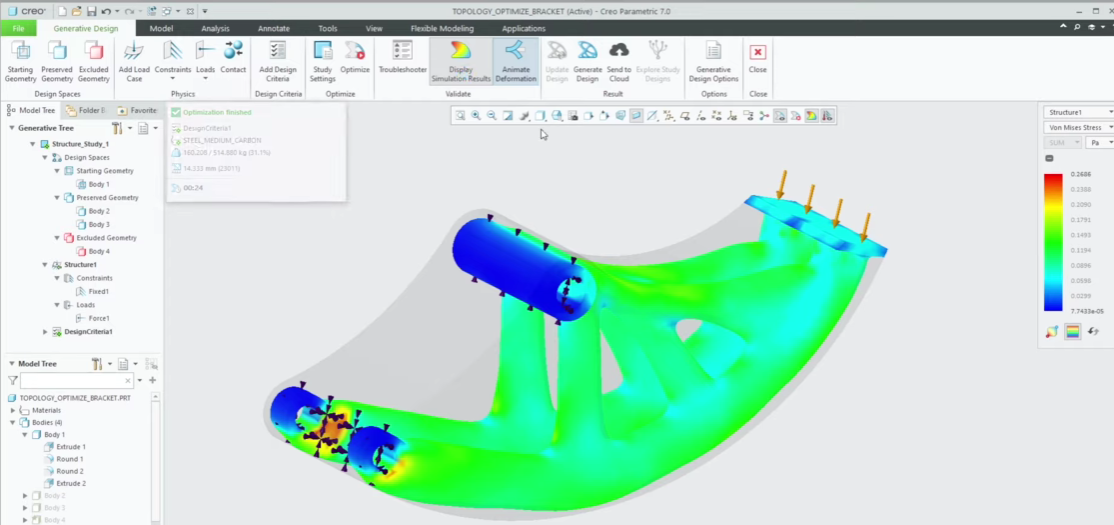 creo
TOPOLOGY_OPTIMIZE_BRACKET (Active) - Creo Parametric 7.0
File Generative Design Model Analysis Annotate Tools View Flexible Modeling Applications
Starting Geometry
Preserved Geometry
Excluded Geometry
Add Load Case
Constraints
Loads
Contact
Add Design Criteria
Study Settings
Optimize
Troubleshooter
Display Simulation Results
Animate Deformation
Update Design
Generate Design
Send to Cloud
Explore Study Designs
Generative Design Options
Close
Design Spaces Physics Design Criteria Optimize Validate Result Options Close
Model Tree Folder B Favorite
Generative Tree
Structure_Study_1
Design Spaces
Starting Geometry
Body 1
Preserved Geometry
Body 2
Body 3
Excluded Geometry
Body 4
Structure1
Constraints
Fixed1
Loads
Force1
DesignCriteria1
Model Tree
TOPOLOGY_OPTIMIZE_BRACKET.PRT
Materials
Bodies (4)
Body 1
Extrude 1
Round 1
Round 2
Extrude 2
Body 2
Body 3
Body 4
Optimization finished
DesignCriteria1
STEEL_MEDIUM_CARBON
14.333 mm (23011)
00:24
Structure1
Von Mises Stress
SUM Pa
0.2686
0.2388
0.2090
0.1791
0.1493
0.1194
0.0896
0.0598
0.0299
7.7433e-05